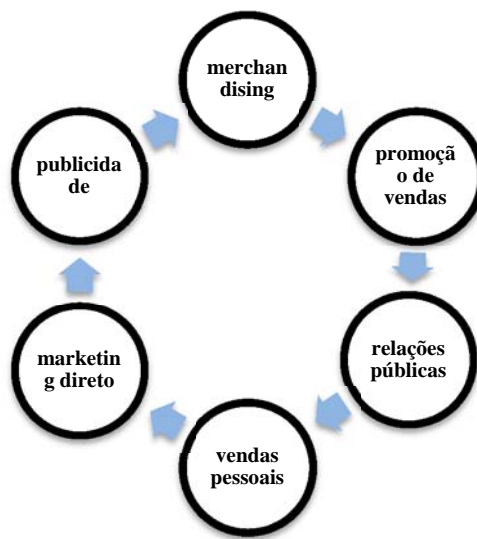 merchan
dising
promoçã
o de
vendas
relações
públicas
vendas
pessoais
marketin
g direto
publicida
de